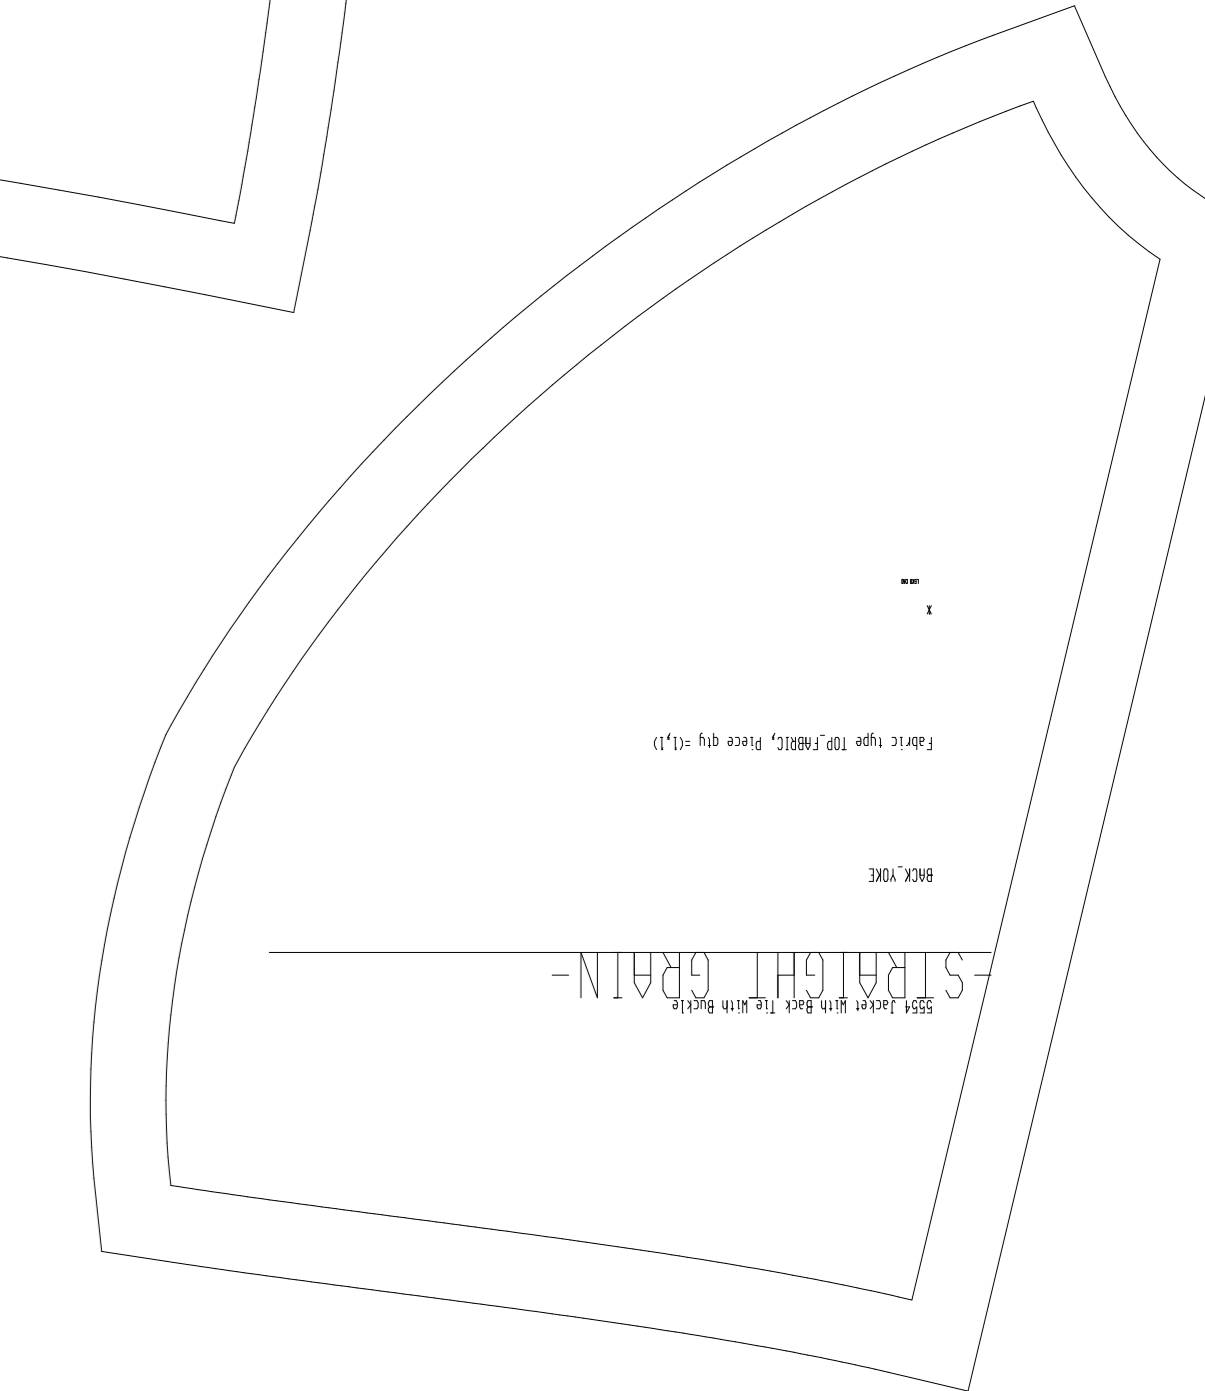 5554 Jacket With Back Tie With Buckle
-STRAIGHT GRAIN-
BACK_YOKE
Fabric type TOP_FABRIC, Piece qty =(1,1)
X